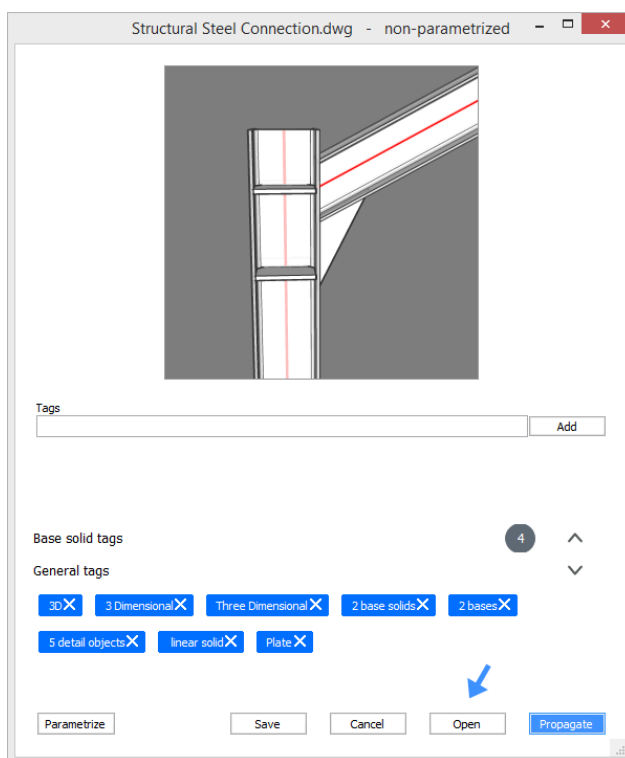 Structural Steel Connection.dwg - non-parametrized
Tags
Add
Base solid tags 4
General tags
3D 3 Dimensional Three Dimensional 2 base solids 2 bases
5 detail objects linear solid Plate
Parametrize Save Cancel Open Propagate